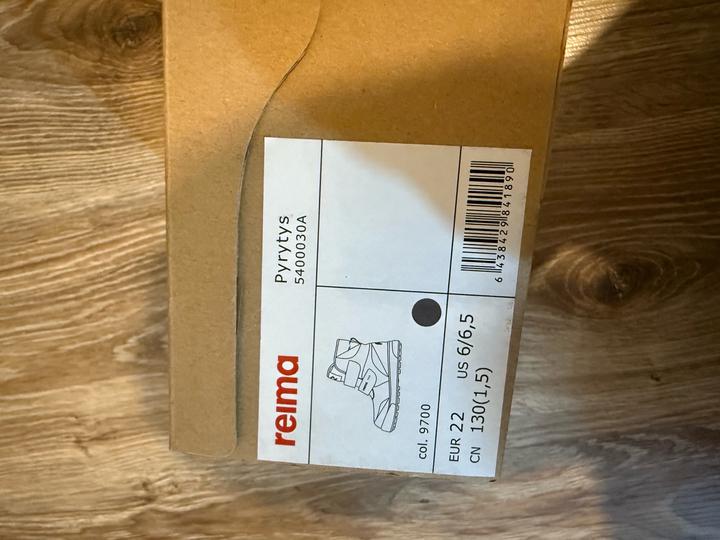 reima
Pyrytys
5400030A
col. 9700
EUR 22 US 6/6,5
CN 130(1,5)
6 438429 841890